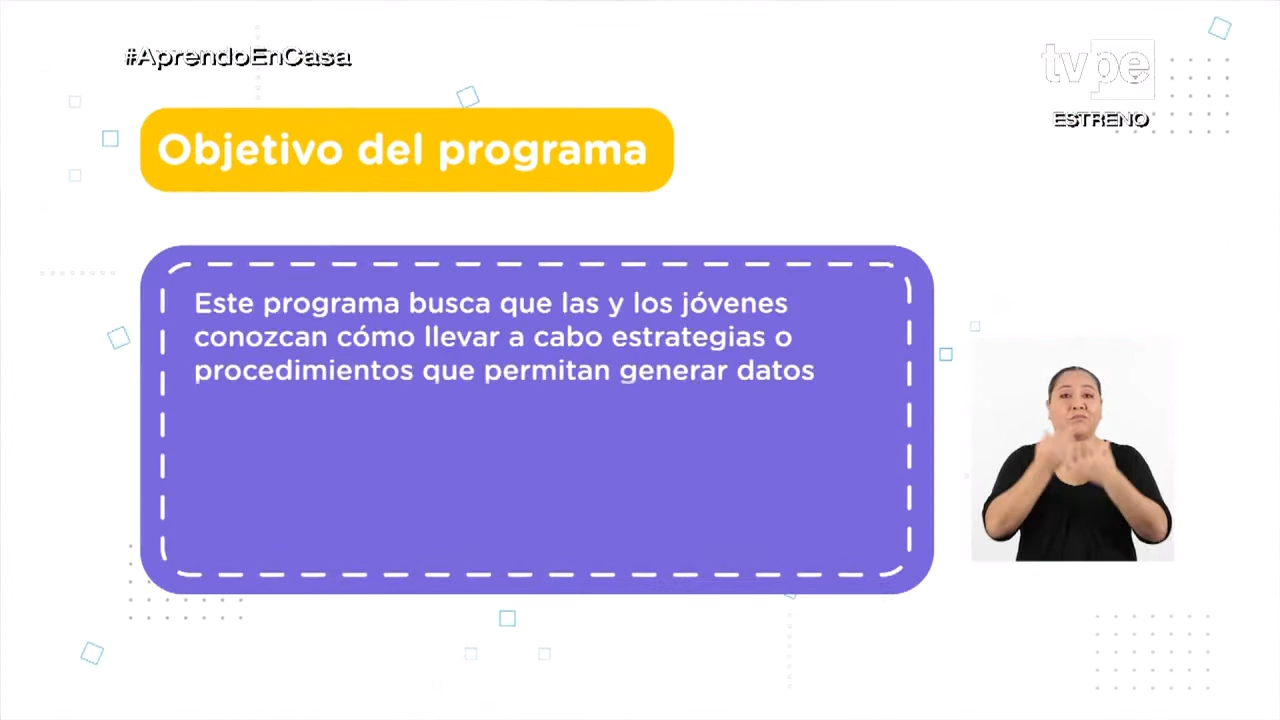 #AprendoEnCasa
tvpe
ESTRENO
Objetivo del programa
Este programa busca que las y los jóvenes
conozcan cómo llevar a cabo estrategias o
procedimientos que permitan generar datos